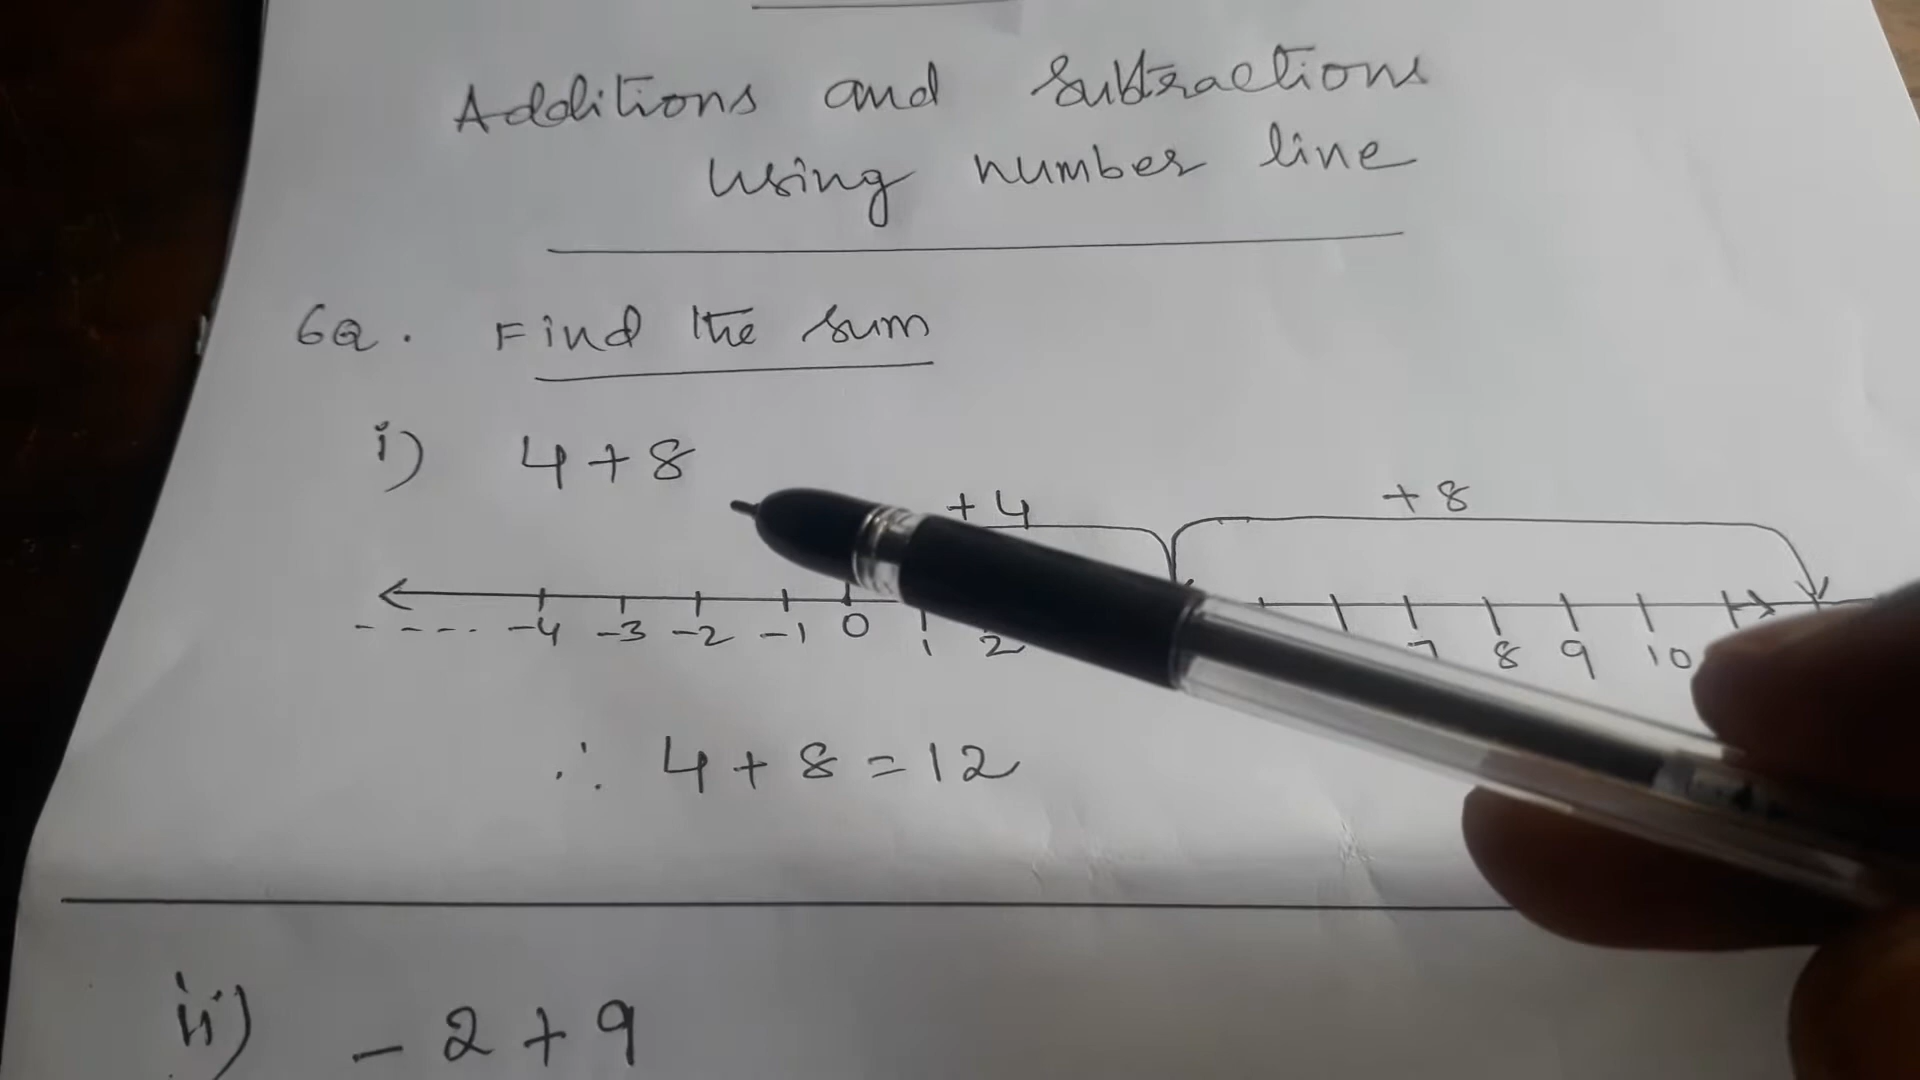 Additions and Subtractions
using number line
6Q. Find the sum
i) 4 + 8
+ 4 + 8
- - - - -4 -3 -2 -1 0 1 2 7 8 9 10
∴ 4 + 8 = 12
ii) - 2 + 9